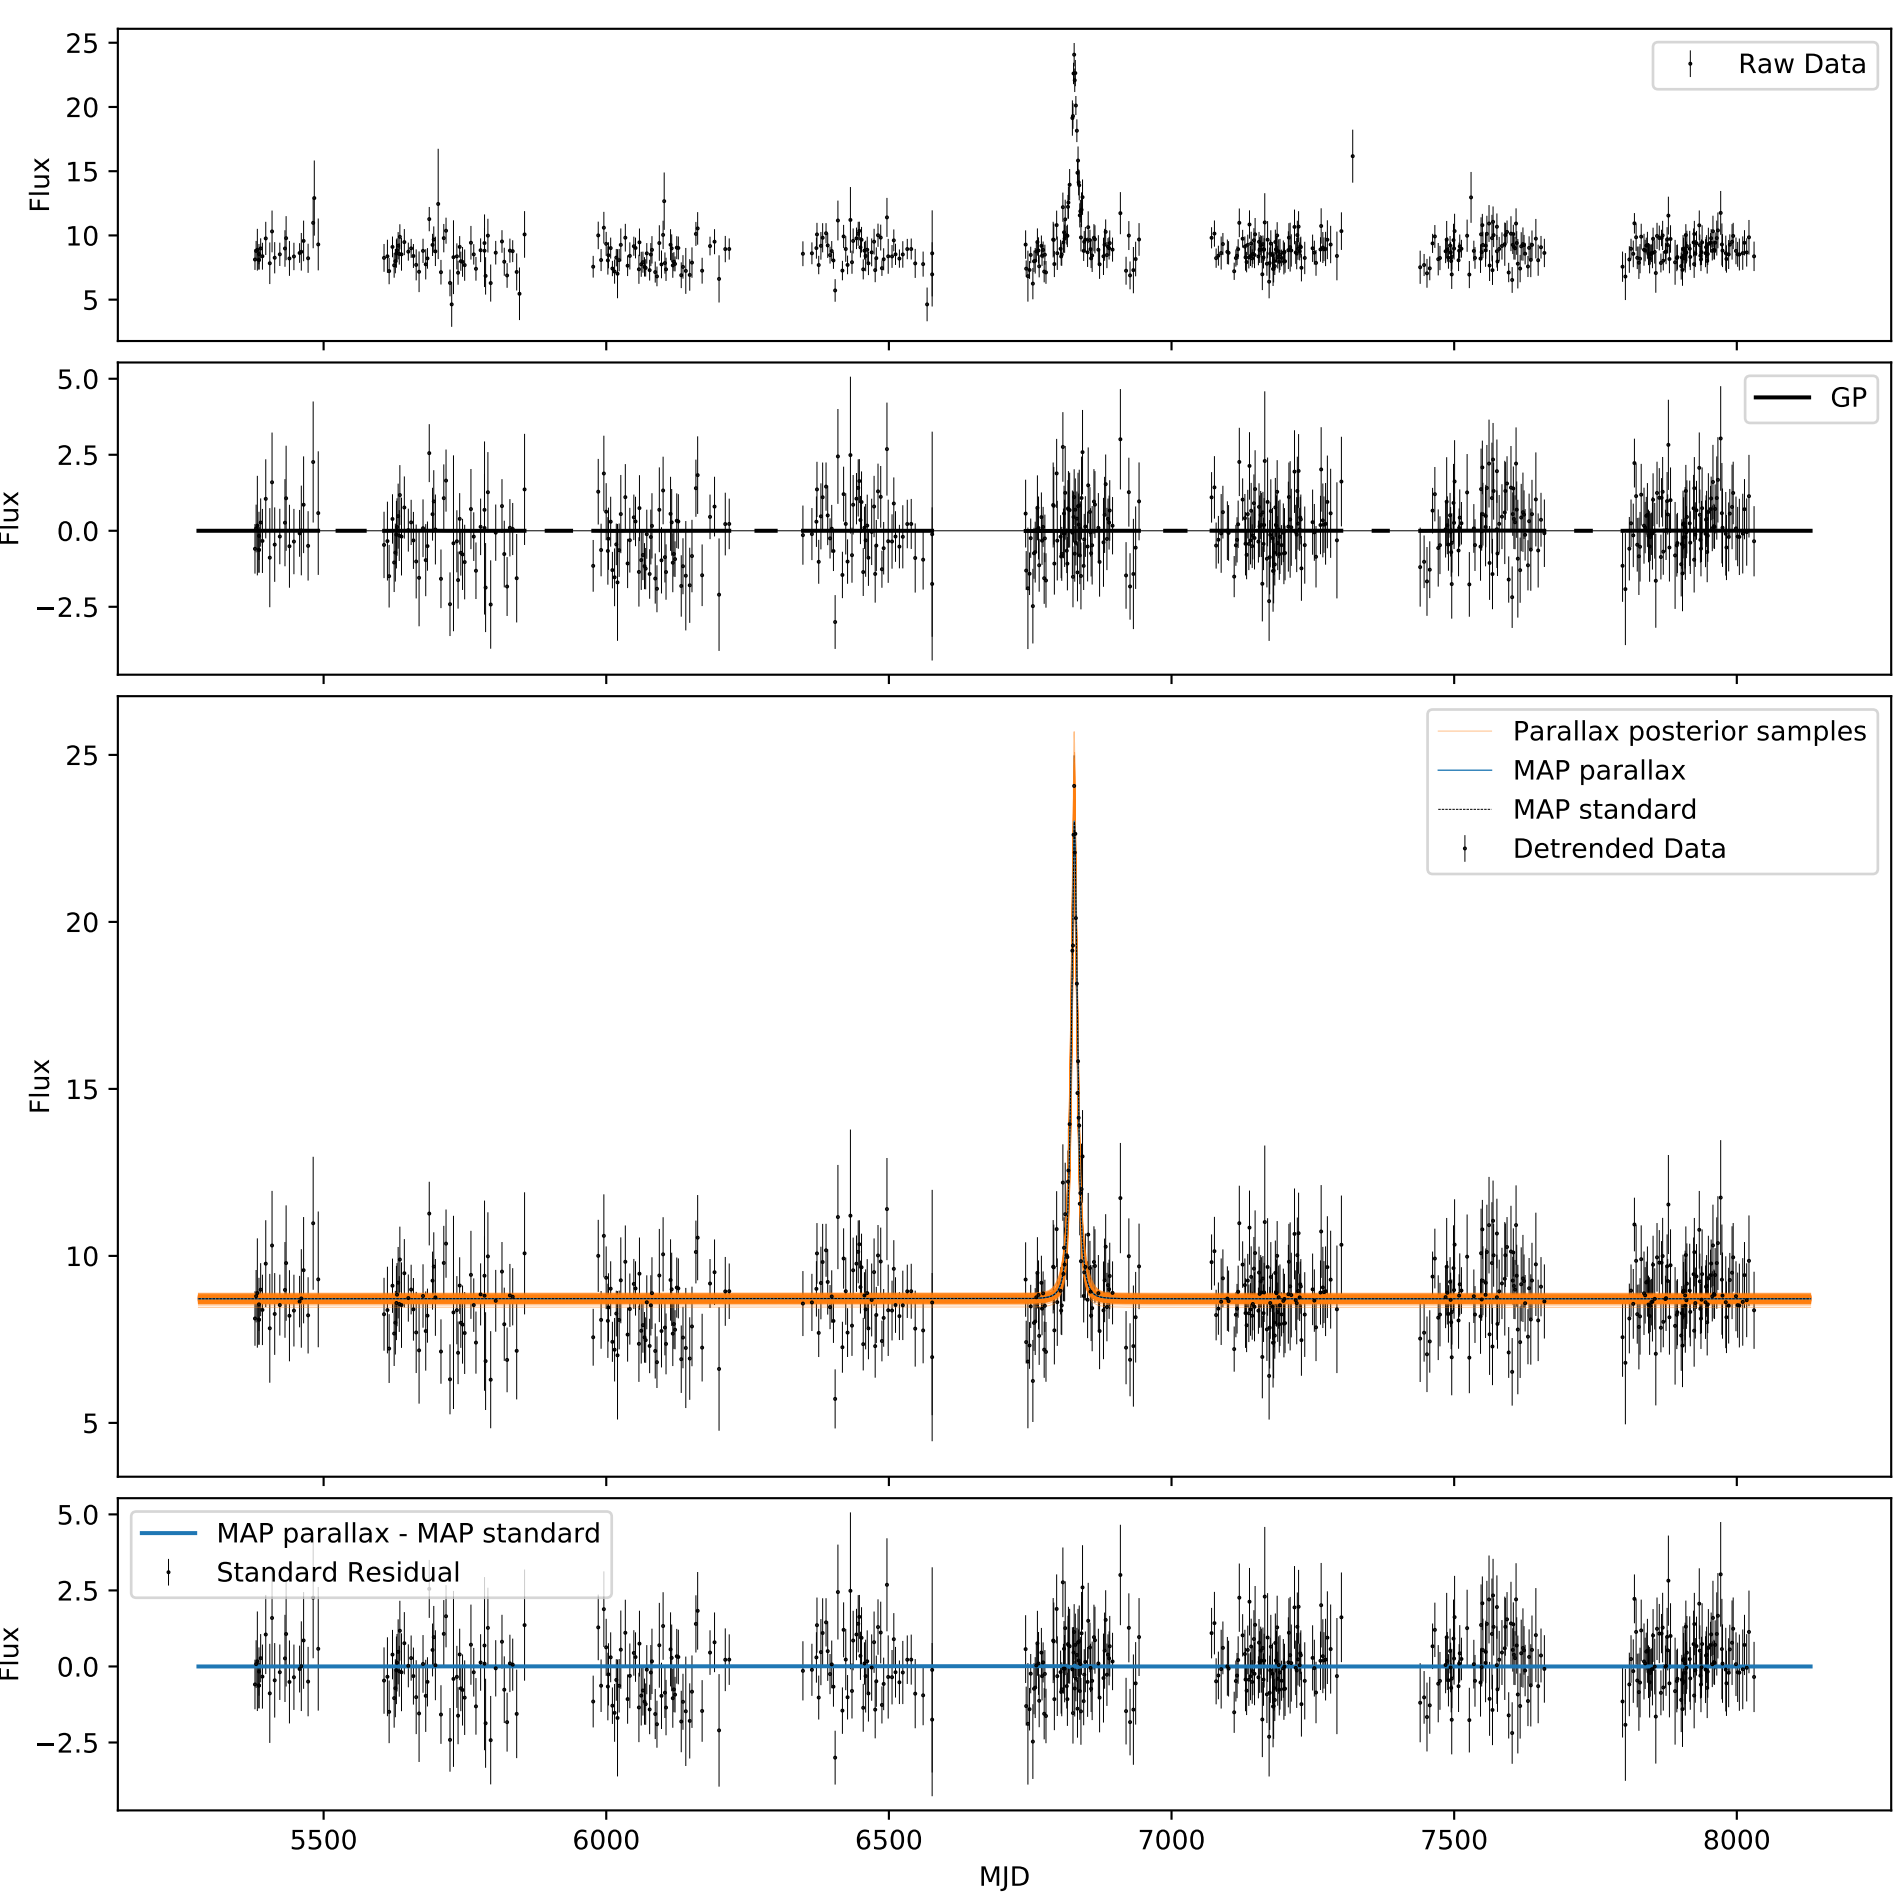 25
20
15
10
5
Flux
Raw Data
5.0
2.5
0.0
−2.5
Flux
GP
25
20
15
10
5
Flux
Parallax posterior samples
MAP parallax
MAP standard
Detrended Data
5.0
2.5
0.0
−2.5
Flux
MAP parallax - MAP standard
Standard Residual
5500 6000 6500 7000 7500 8000
MJD